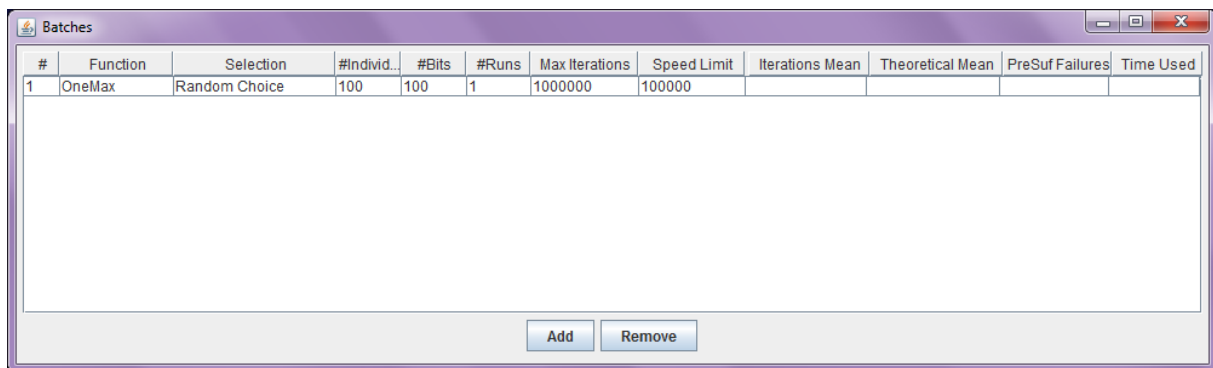 Batches
# Function Selection #Individ... #Bits #Runs Max Iterations Speed Limit Iterations Mean Theoretical Mean PreSuf Failures Time Used
1 OneMax Random Choice 100 100 1 1000000 100000
Add Remove